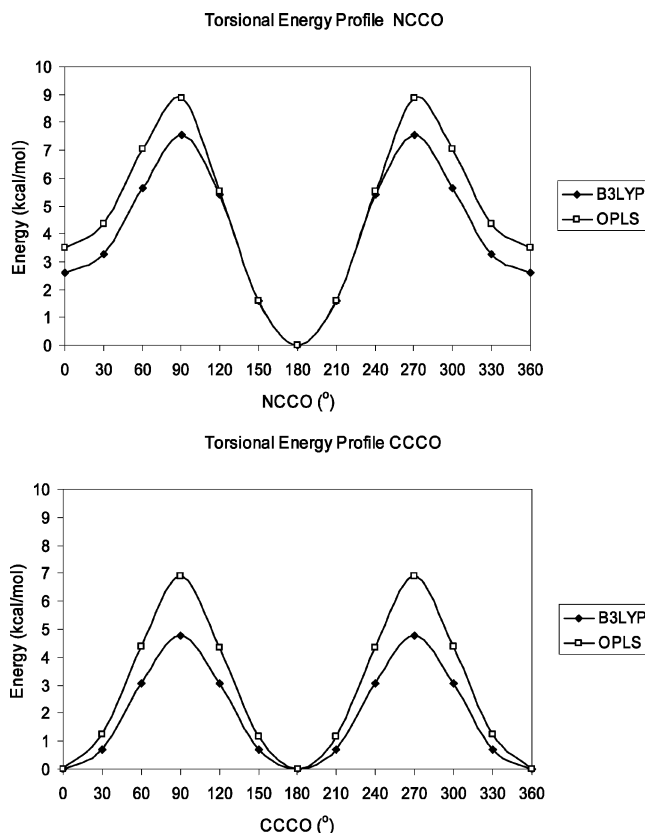 Torsional Energy Profile NCCO
10
9
8
7
6
5
4
3
2
1
0
Energy (kcal/mol)
0 30 60 90 120 150 180 210 240 270 300 330 360
NCCO (º)
B3LYP
OPLS
Torsional Energy Profile CCCO
10
9
8
7
6
5
4
3
2
1
0
Energy (kcal/mol)
0 30 60 90 120 150 180 210 240 270 300 330 360
CCCO (º)
B3LYP
OPLS